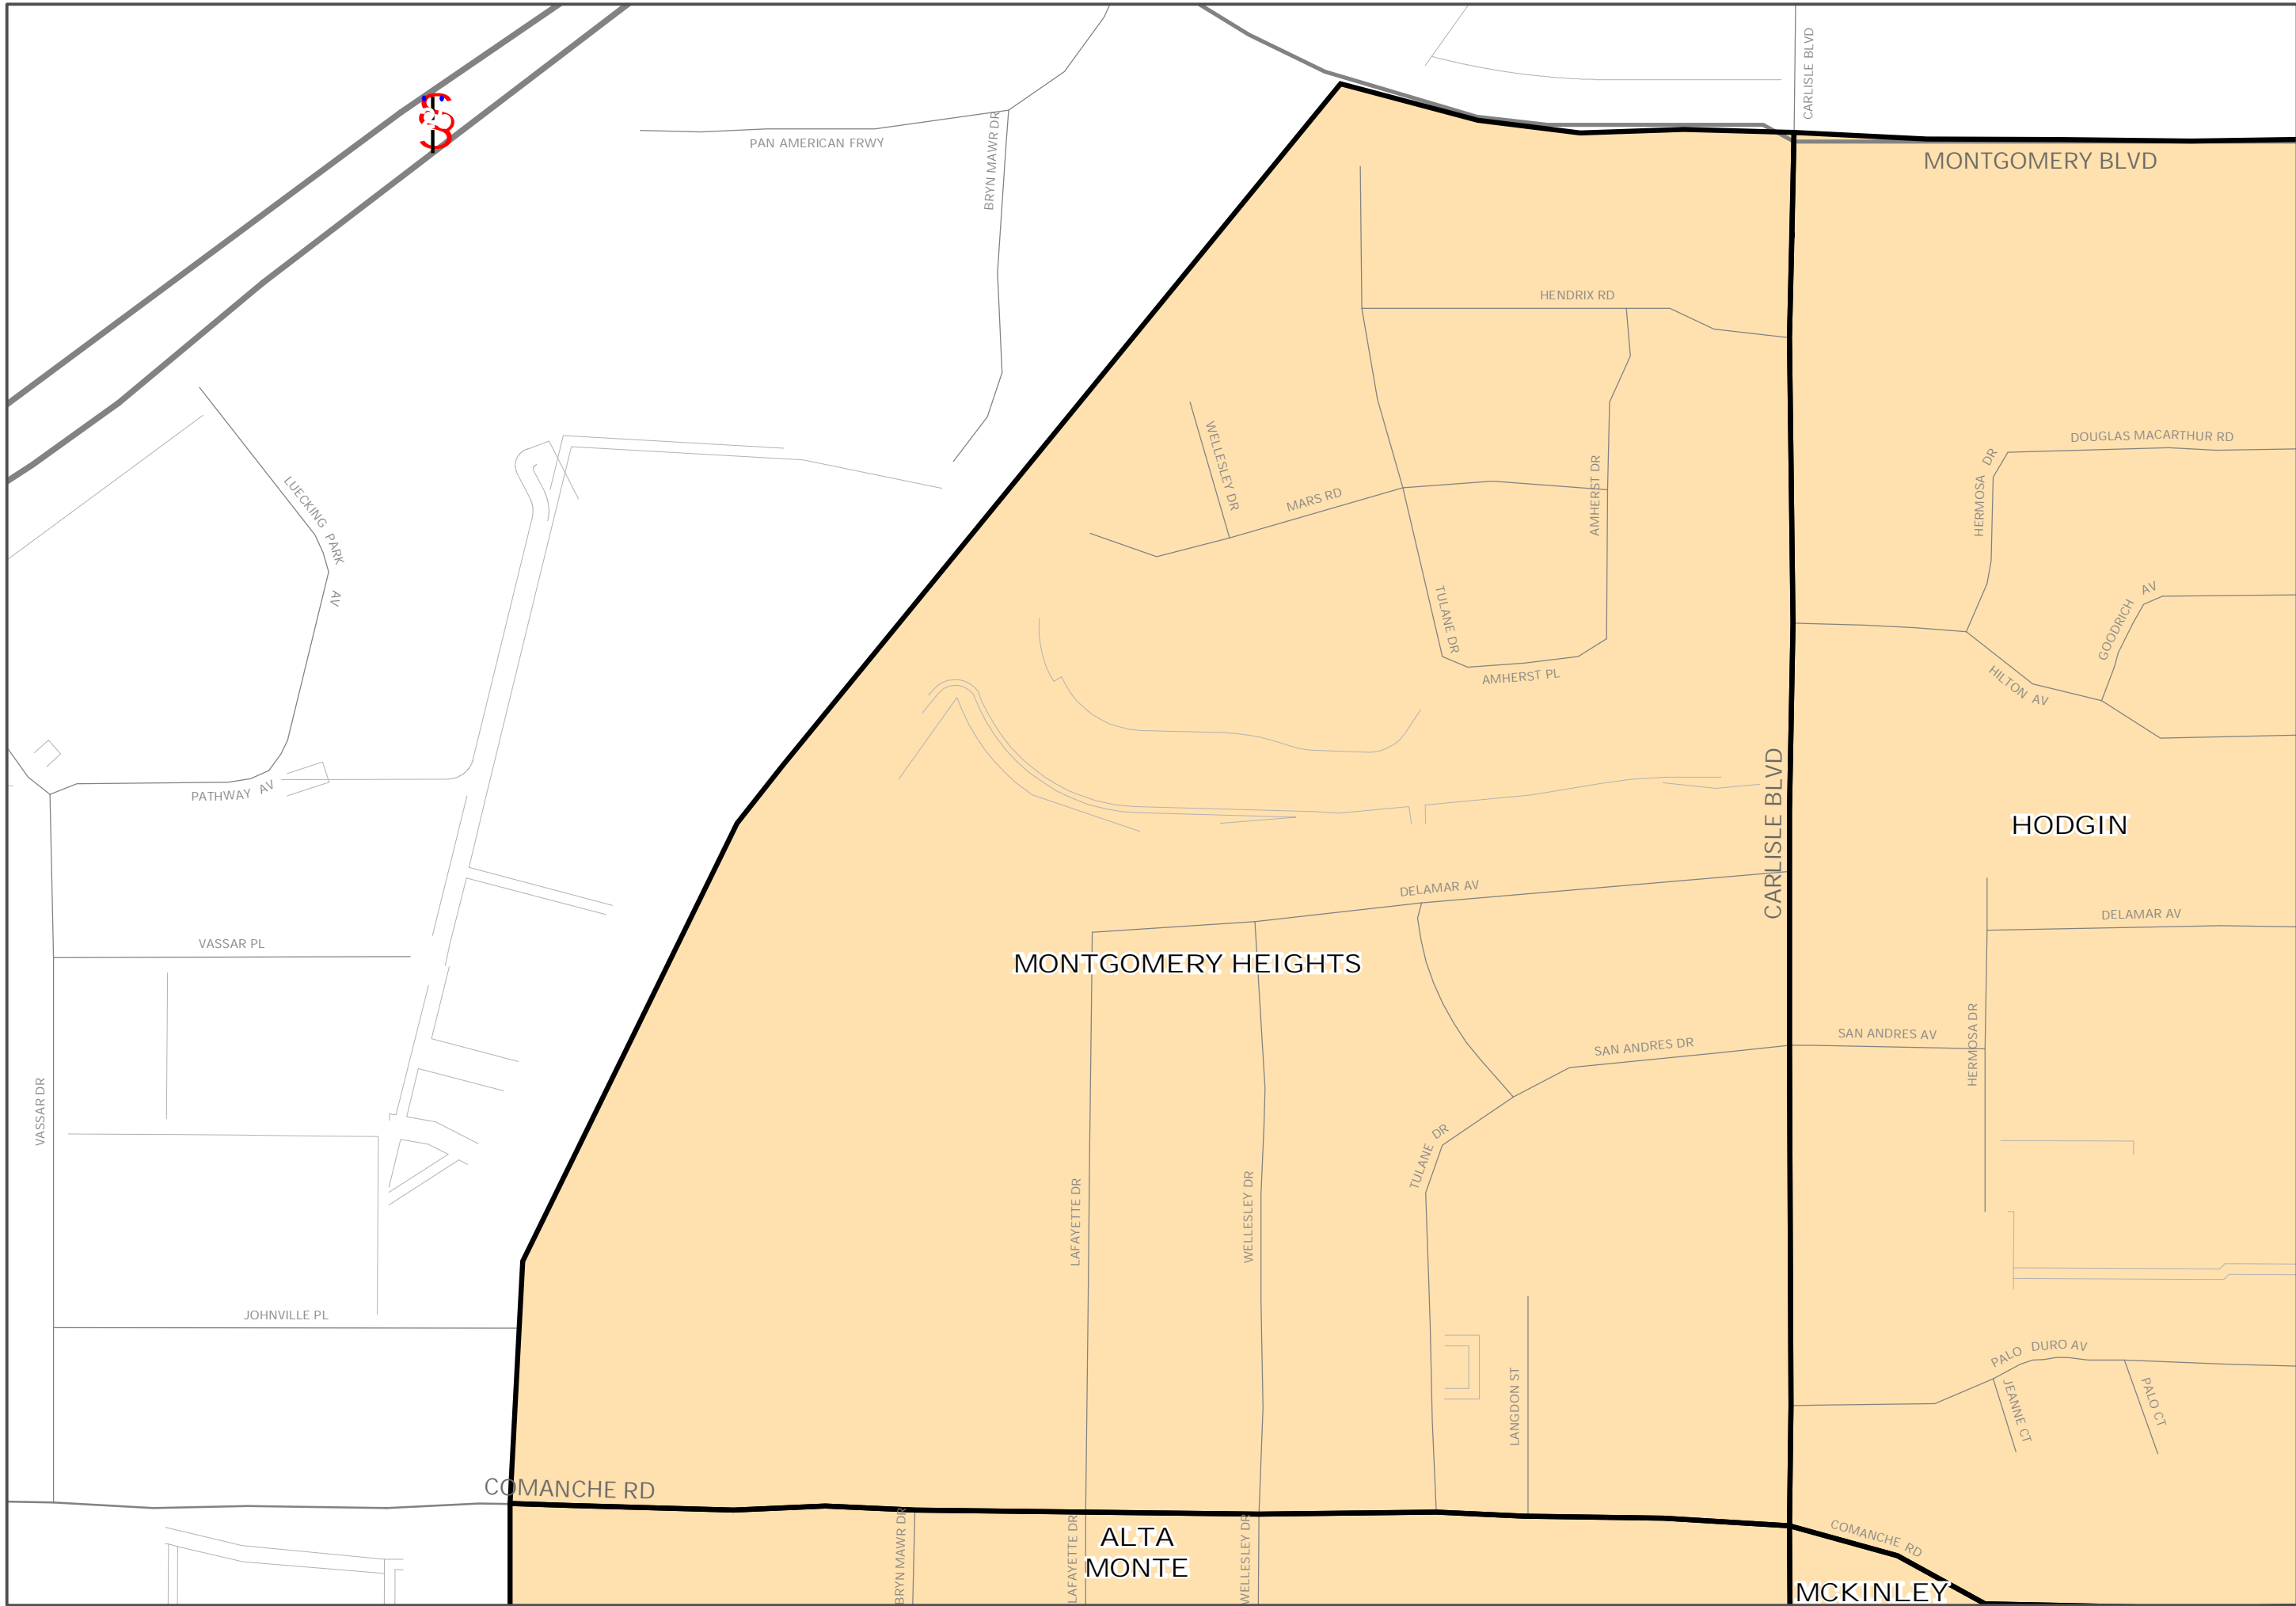 CARLISLE BLVD
PAN AMERICAN FRWY
BRYN MAWR DR
MONTGOMERY BLVD
HENDRIX RD
DOUGLAS MACARTHUR RD
HERMOSA DR
WELLESLEY DR
MARS RD
AMHERST DR
LUECKING PARK AV
TULANE DR
AMHERST PL
GOODRICH AV
HILTON AV
PATHWAY AV
CARLISLE BLVD
HODGIN
DELAMAR AV
DELAMAR AV
VASSAR PL
MONTGOMERY HEIGHTS
SAN ANDRES DR
SAN ANDRES AV
HERMOSA DR
VASSAR DR
TULANE DR
LAFAYETTE DR
WELLESLEY DR
JOHNVILLE PL
PALO DURO AV
LANGDON ST
JEANNE CT
PALO CT
COMANCHE RD
BRYN MAWR DR
LAFAYETTE DR
WELLESLEY DR
ALTA
MONTE
COMANCHE RD
MCKINLEY